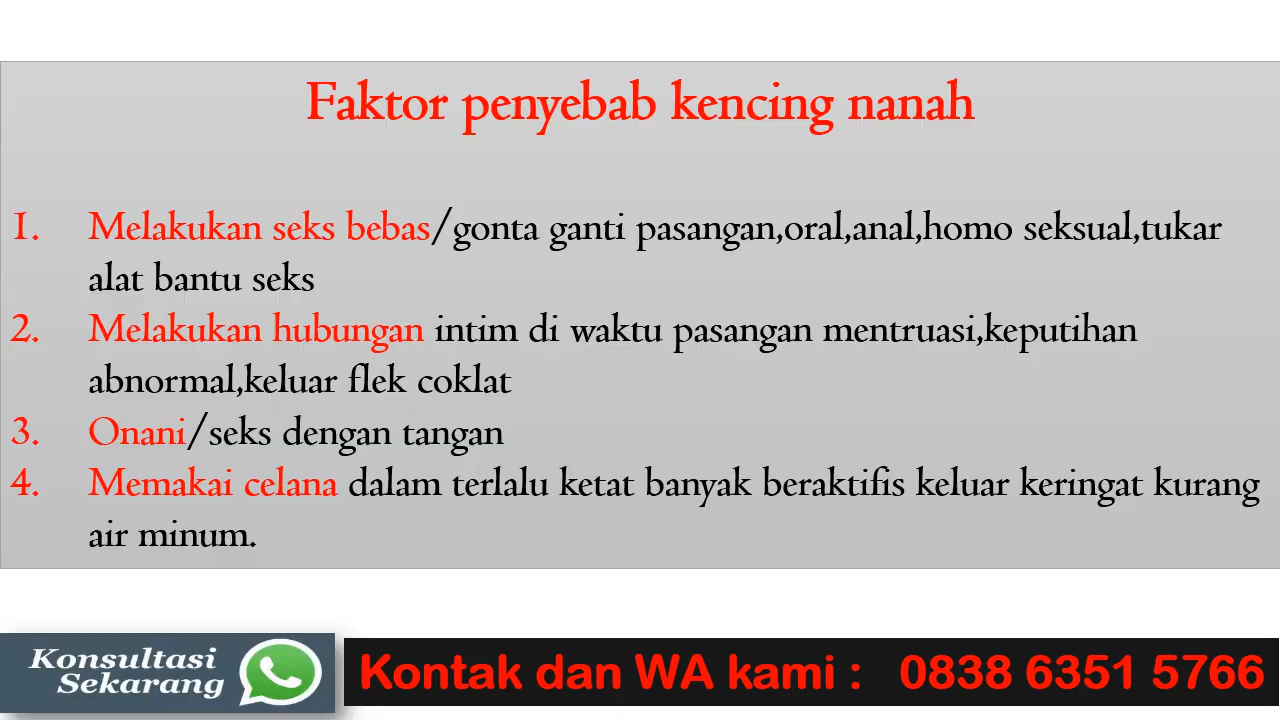 Faktor penyebab kencing nanah
1. Melakukan seks bebas/gonta ganti pasangan,oral,anal,homo seksual,tukar
alat bantu seks
2. Melakukan hubungan intim di waktu pasangan mentruasi,keputihan
abnormal,keluar flek coklat
3. Onani/seks dengan tangan
4. Memakai celana dalam terlalu ketat banyak beraktifis keluar keringat kurang
air minum.
Konsultasi
Sekarang
Kontak dan WA kami : 0838 6351 5766